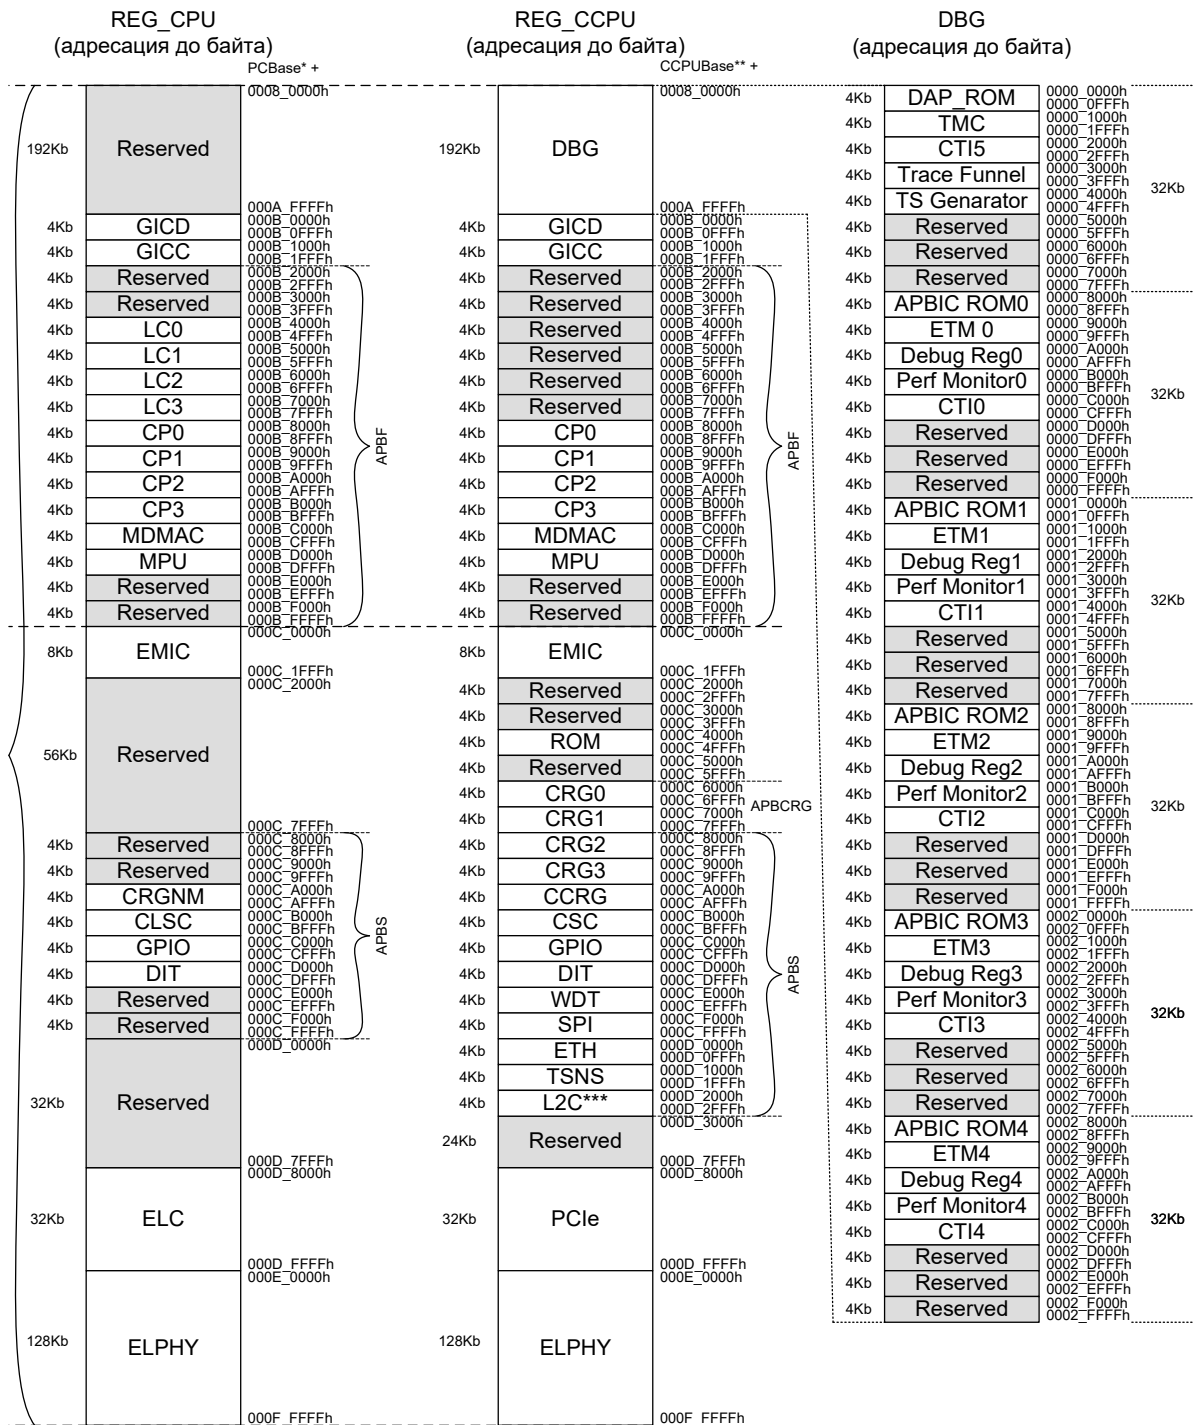 REG_CPU
(адресация до байта)
PCBase* +
0008_0000h
192Kb
Reserved
000A_FFFFh
000B_0000h
4Kb
GICD
000B_0FFFh
000B_1000h
4Kb
GICC
000B_1FFFh
000B_2000h
4Kb
Reserved
000B_2FFFh
000B_3000h
4Kb
Reserved
000B_3FFFh
000B_4000h
4Kb
LC0
000B_4FFFh
000B_5000h
4Kb
LC1
000B_5FFFh
000B_6000h
4Kb
LC2
000B_6FFFh
000B_7000h
4Kb
LC3
000B_7FFFh
000B_8000h
4Kb
CP0
000B_8FFFh
000B_9000h
4Kb
CP1
000B_9FFFh
000B_A000h
4Kb
CP2
000B_AFFFh
000B_B000h
4Kb
CP3
000B_BFFFh
000B_C000h
4Kb
MDMAC
000B_CFFFh
000B_D000h
4Kb
MPU
000B_DFFFh
000B_E000h
4Kb
Reserved
000B_EFFFh
000B_F000h
4Kb
Reserved
000B_FFFFh
APBF
000C_0000h
8Kb
EMIC
000C_1FFFh
000C_2000h
56Kb
Reserved
000C_7FFFh
000C_8000h
4Kb
Reserved
000C_8FFFh
000C_9000h
4Kb
Reserved
000C_9FFFh
000C_A000h
4Kb
CRGNM
000C_AFFFh
000C_B000h
4Kb
CLSC
000C_BFFFh
000C_C000h
4Kb
GPIO
000C_CFFFh
000C_D000h
4Kb
DIT
000C_DFFFh
000C_E000h
4Kb
Reserved
000C_EFFFh
000C_F000h
4Kb
Reserved
000C_FFFFh
APBS
000D_0000h
32Kb
Reserved
000D_7FFFh
000D_8000h
32Kb
ELC
000D_FFFFh
000E_0000h
128Kb
ELPHY
000F_FFFFh
REG_CCPU
(адресация до байта)
CCPUBase** +
0008_0000h
192Kb
DBG
000A_FFFFh
000B_0000h
4Kb
GICD
000B_0FFFh
000B_1000h
4Kb
GICC
000B_1FFFh
000B_2000h
4Kb
Reserved
000B_2FFFh
000B_3000h
4Kb
Reserved
000B_3FFFh
000B_4000h
4Kb
Reserved
000B_4FFFh
000B_5000h
4Kb
Reserved
000B_5FFFh
000B_6000h
4Kb
Reserved
000B_6FFFh
000B_7000h
4Kb
Reserved
000B_7FFFh
000B_8000h
4Kb
CP0
000B_8FFFh
000B_9000h
4Kb
CP1
000B_9FFFh
000B_A000h
4Kb
CP2
000B_AFFFh
000B_B000h
4Kb
CP3
000B_BFFFh
000B_C000h
4Kb
MDMAC
000B_CFFFh
000B_D000h
4Kb
MPU
000B_DFFFh
000B_E000h
4Kb
Reserved
000B_EFFFh
000B_F000h
4Kb
Reserved
000B_FFFFh
APBF
000C_0000h
8Kb
EMIC
000C_1FFFh
000C_2000h
4Kb
Reserved
000C_2FFFh
000C_3000h
4Kb
Reserved
000C_3FFFh
000C_4000h
4Kb
ROM
000C_4FFFh
000C_5000h
4Kb
Reserved
000C_5FFFh
000C_6000h
4Kb
CRG0
000C_6FFFh
APBCRG
000C_7000h
4Kb
CRG1
000C_7FFFh
000C_8000h
4Kb
CRG2
000C_8FFFh
000C_9000h
4Kb
CRG3
000C_9FFFh
000C_A000h
4Kb
CCRG
000C_AFFFh
000C_B000h
4Kb
CSC
000C_BFFFh
000C_C000h
4Kb
GPIO
000C_CFFFh
000C_D000h
4Kb
DIT
000C_DFFFh
000C_E000h
4Kb
WDT
000C_EFFFh
000C_F000h
4Kb
SPI
000C_FFFFh
000D_0000h
4Kb
ETH
000D_0FFFh
000D_1000h
4Kb
TSNS
000D_1FFFh
000D_2000h
4Kb
L2C***
000D_2FFFh
APBS
000D_3000h
24Kb
Reserved
000D_7FFFh
000D_8000h
32Kb
PCIe
000D_FFFFh
000E_0000h
128Kb
ELPHY
000F_FFFFh
DBG
(адресация до байта)
0000_0000h
4Kb
DAP_ROM
0000_0FFFh
0000_1000h
4Kb
TMC
0000_1FFFh
0000_2000h
4Kb
CTI5
0000_2FFFh
0000_3000h
4Kb
Trace Funnel
0000_3FFFh
32Kb
0000_4000h
4Kb
TS Genarator
0000_4FFFh
0000_5000h
4Kb
Reserved
0000_5FFFh
0000_6000h
4Kb
Reserved
0000_6FFFh
0000_7000h
4Kb
Reserved
0000_7FFFh
0000_8000h
4Kb
APBIC ROM0
0000_8FFFh
0000_9000h
4Kb
ETM 0
0000_9FFFh
0000_A000h
4Kb
Debug Reg0
0000_AFFFh
0000_B000h
4Kb
Perf Monitor0
0000_BFFFh
32Kb
0000_C000h
4Kb
CTI0
0000_CFFFh
0000_D000h
4Kb
Reserved
0000_DFFFh
0000_E000h
4Kb
Reserved
0000_EFFFh
0000_F000h
4Kb
Reserved
0000_FFFFh
0001_0000h
4Kb
APBIC ROM1
0001_0FFFh
0001_1000h
4Kb
ETM1
0001_1FFFh
0001_2000h
4Kb
Debug Reg1
0001_2FFFh
0001_3000h
4Kb
Perf Monitor1
0001_3FFFh
32Kb
0001_4000h
4Kb
CTI1
0001_4FFFh
0001_5000h
4Kb
Reserved
0001_5FFFh
0001_6000h
4Kb
Reserved
0001_6FFFh
0001_7000h
4Kb
Reserved
0001_7FFFh
0001_8000h
4Kb
APBIC ROM2
0001_8FFFh
0001_9000h
4Kb
ETM2
0001_9FFFh
0001_A000h
4Kb
Debug Reg2
0001_AFFFh
0001_B000h
4Kb
Perf Monitor2
0001_BFFFh
32Kb
0001_C000h
4Kb
CTI2
0001_CFFFh
0001_D000h
4Kb
Reserved
0001_DFFFh
0001_E000h
4Kb
Reserved
0001_EFFFh
0001_F000h
4Kb
Reserved
0001_FFFFh
0002_0000h
4Kb
APBIC ROM3
0002_0FFFh
0002_1000h
4Kb
ETM3
0002_1FFFh
0002_2000h
4Kb
Debug Reg3
0002_2FFFh
0002_3000h
4Kb
Perf Monitor3
0002_3FFFh
32Kb
0002_4000h
4Kb
CTI3
0002_4FFFh
0002_5000h
4Kb
Reserved
0002_5FFFh
0002_6000h
4Kb
Reserved
0002_6FFFh
0002_7000h
4Kb
Reserved
0002_7FFFh
0002_8000h
4Kb
APBIC ROM4
0002_8FFFh
0002_9000h
4Kb
ETM4
0002_9FFFh
0002_A000h
4Kb
Debug Reg4
0002_AFFFh
0002_B000h
4Kb
Perf Monitor4
0002_BFFFh
32Kb
0002_C000h
4Kb
CTI4
0002_CFFFh
0002_D000h
4Kb
Reserved
0002_DFFFh
0002_E000h
4Kb
Reserved
0002_EFFFh
0002_F000h
4Kb
Reserved
0002_FFFFh